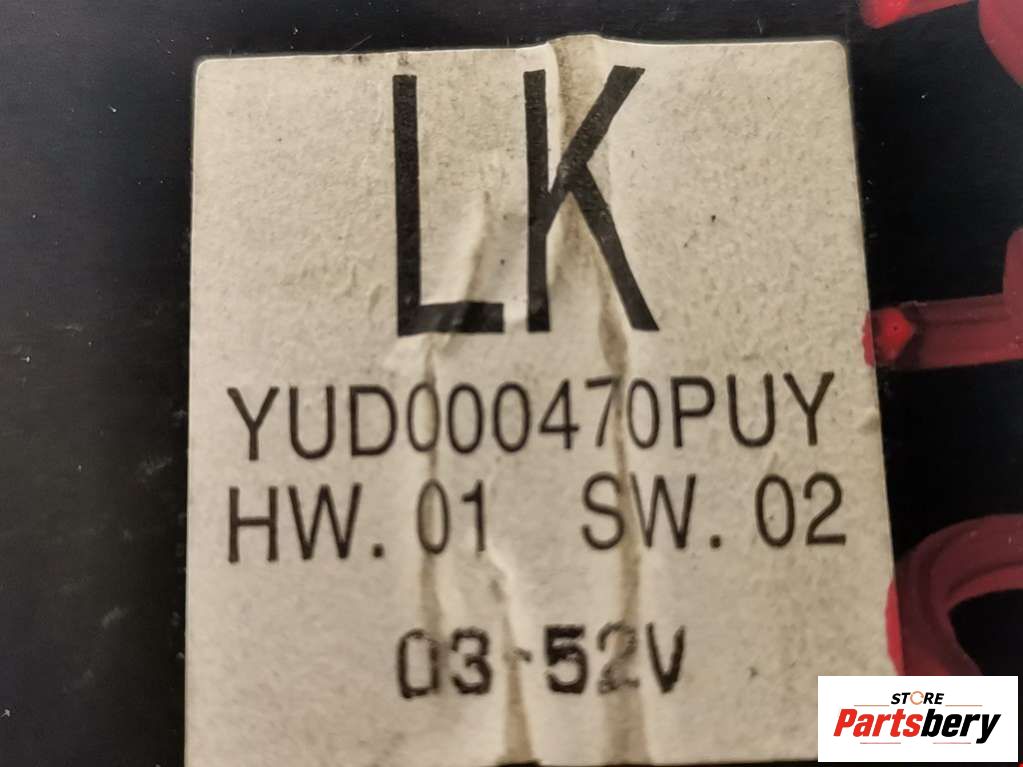 LK
YUD000470PUY
HW. 01 SW. 02
03-52V
STORE
Partsbery